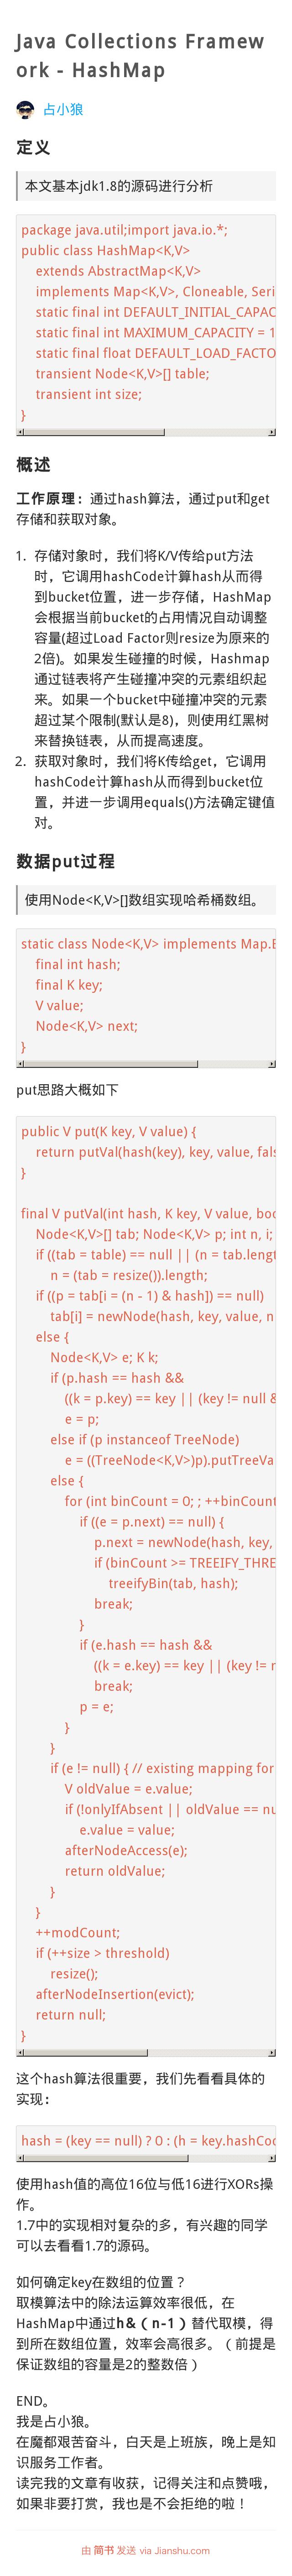 Java Collections Framew
ork - HashMap
占小狼
定义
本文基本jdk1.8的源码进行分析
package java.util;import java.io.*;
public class HashMap<K,V>
extends AbstractMap<K,V>
implements Map<K,V>, Cloneable, Seri
static final int DEFAULT_INITIAL_CAPAC
static final int MAXIMUM_CAPACITY = 1
static final float DEFAULT_LOAD_FACTO
transient Node<K,V>[] table;
transient int size;
}
概述
工作原理：通过hash算法，通过put和get
存储和获取对象。
1. 存储对象时，我们将K/V传给put方法
时，它调用hashCode计算hash从而得
到bucket位置，进一步存储，HashMap
会根据当前bucket的占用情况自动调整
容量(超过Load Factor则resize为原来的
2倍)。如果发生碰撞的时候，Hashmap
通过链表将产生碰撞冲突的元素组织起
来。如果一个bucket中碰撞冲突的元素
超过某个限制(默认是8)，则使用红黑树
来替换链表，从而提高速度。
2. 获取对象时，我们将K传给get，它调用
hashCode计算hash从而得到bucket位
置，并进一步调用equals()方法确定键值
对。
数据put过程
使用Node<K,V>[]数组实现哈希桶数组。
static class Node<K,V> implements Map.E
final int hash;
final K key;
V value;
Node<K,V> next;
}
put思路大概如下
public V put(K key, V value) {
return putVal(hash(key), key, value, fals
}
final V putVal(int hash, K key, V value, boo
Node<K,V>[] tab; Node<K,V> p; int n, i;
if ((tab = table) == null || (n = tab.lengt
n = (tab = resize()).length;
if ((p = tab[i = (n - 1) & hash]) == null)
tab[i] = newNode(hash, key, value, n
else {
Node<K,V> e; K k;
if (p.hash == hash &&
((k = p.key) == key || (key != null &
e = p;
else if (p instanceof TreeNode)
e = ((TreeNode<K,V>)p).putTreeVa
else {
for (int binCount = 0; ; ++binCount
if ((e = p.next) == null) {
p.next = newNode(hash, key,
if (binCount >= TREEIFY_THRE
treeifyBin(tab, hash);
break;
}
if (e.hash == hash &&
((k = e.key) == key || (key != n
break;
p = e;
}
}
if (e != null) { // existing mapping for
V oldValue = e.value;
if (!onlyIfAbsent || oldValue == nu
e.value = value;
afterNodeAccess(e);
return oldValue;
}
}
++modCount;
if (++size > threshold)
resize();
afterNodeInsertion(evict);
return null;
}
这个hash算法很重要，我们先看看具体的
实现：
hash = (key == null) ? 0 : (h = key.hashCod
使用hash值的高位16位与低16进行XORs操
作。
1.7中的实现相对复杂的多，有兴趣的同学
可以去看看1.7的源码。
如何确定key在数组的位置？
取模算法中的除法运算效率很低，在
HashMap中通过h&（n-1）替代取模，得
到所在数组位置，效率会高很多。（前提是
保证数组的容量是2的整数倍）
END。
我是占小狼。
在魔都艰苦奋斗，白天是上班族，晚上是知
识服务工作者。
读完我的文章有收获，记得关注和点赞哦，
如果非要打赏，我也是不会拒绝的啦！
由 简书 发送 via Jianshu.com